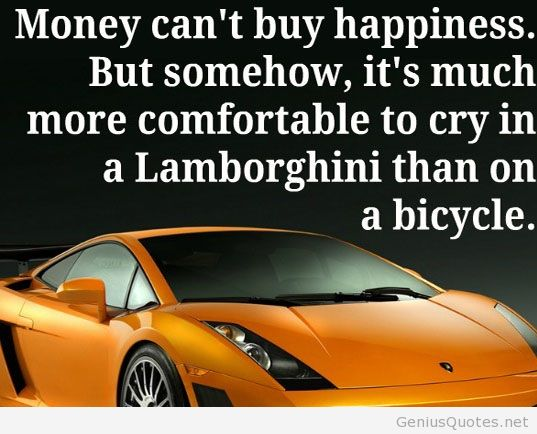 Money can't buy happiness.
But somehow, it's much
more comfortable to cry in
a Lamborghini than on
a bicycle.
GeniusQuotes.net